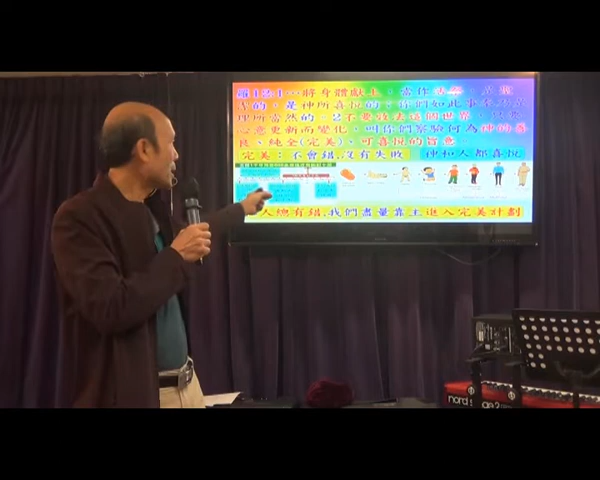 羅12:1…將身體獻上,當作活祭,是聖
潔的,是神所喜悅的;你們如此事奉乃是
理所當然的。2不要效法這個世界,只要
心意更新而變化,叫你們察驗何為神的善
良、純全(完美)、可喜悅的旨意
完美:不會錯,沒有失敗 神和人都喜悅
人總有錯,我們盡量靠主進入完美計劃
nord stage 2